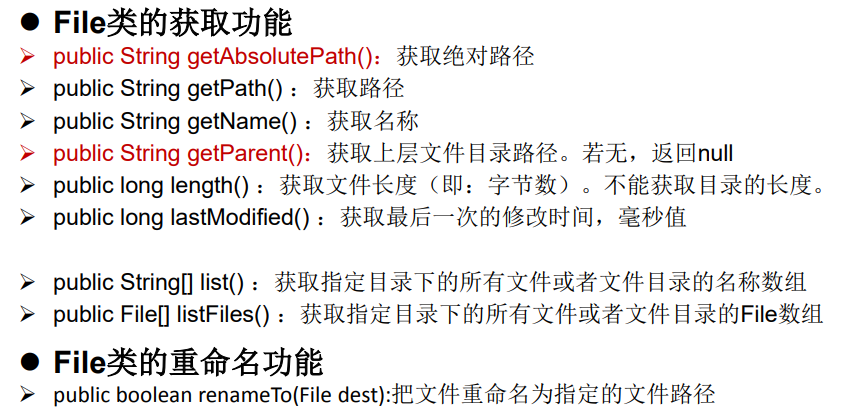 ● File类的获取功能
➢ public String getAbsolutePath()：获取绝对路径
➢ public String getPath() ：获取路径
➢ public String getName() ：获取名称
➢ public String getParent()：获取上层文件目录路径。若无，返回null
➢ public long length() ：获取文件长度（即：字节数）。不能获取目录的长度。
➢ public long lastModified() ：获取最后一次的修改时间，毫秒值
➢ public String[] list() ：获取指定目录下的所有文件或者文件目录的名称数组
➢ public File[] listFiles() ：获取指定目录下的所有文件或者文件目录的File数组
● File类的重命名功能
➢ public boolean renameTo(File dest):把文件重命名为指定的文件路径